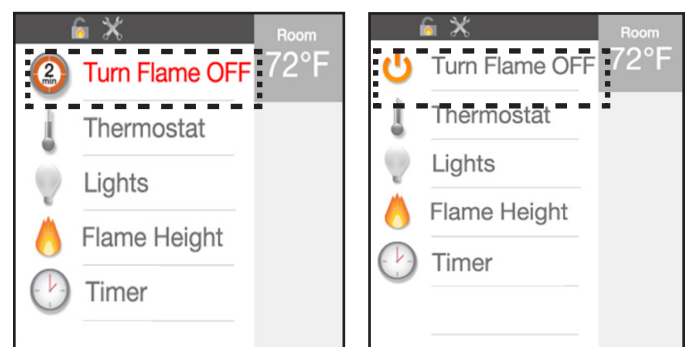 Room
72°F
2
min
Turn Flame OFF
Thermostat
Lights
Flame Height
Timer
Room
72°F
Turn Flame OFF
Thermostat
Lights
Flame Height
Timer